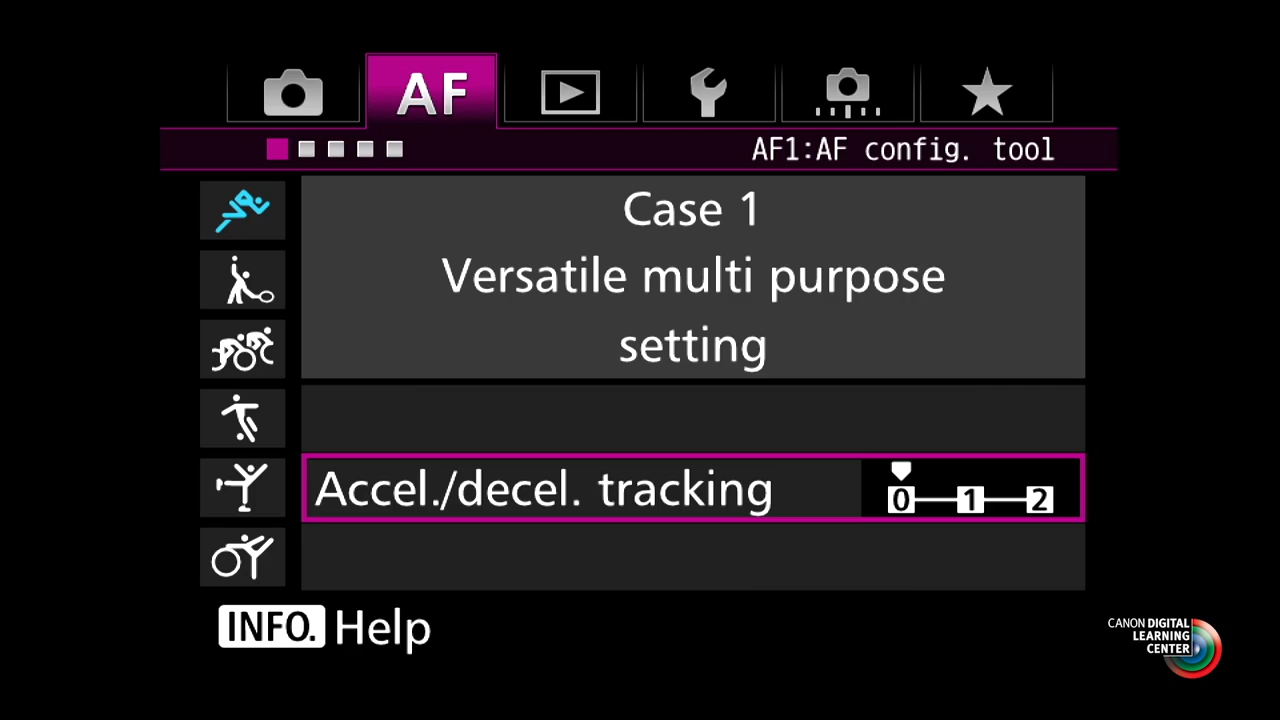 AF
AF1:AF config. tool
Case 1
Versatile multi purpose
setting
Accel./decel. tracking
0 1 2
INFO. Help
CANON DIGITAL
LEARNING
CENTER